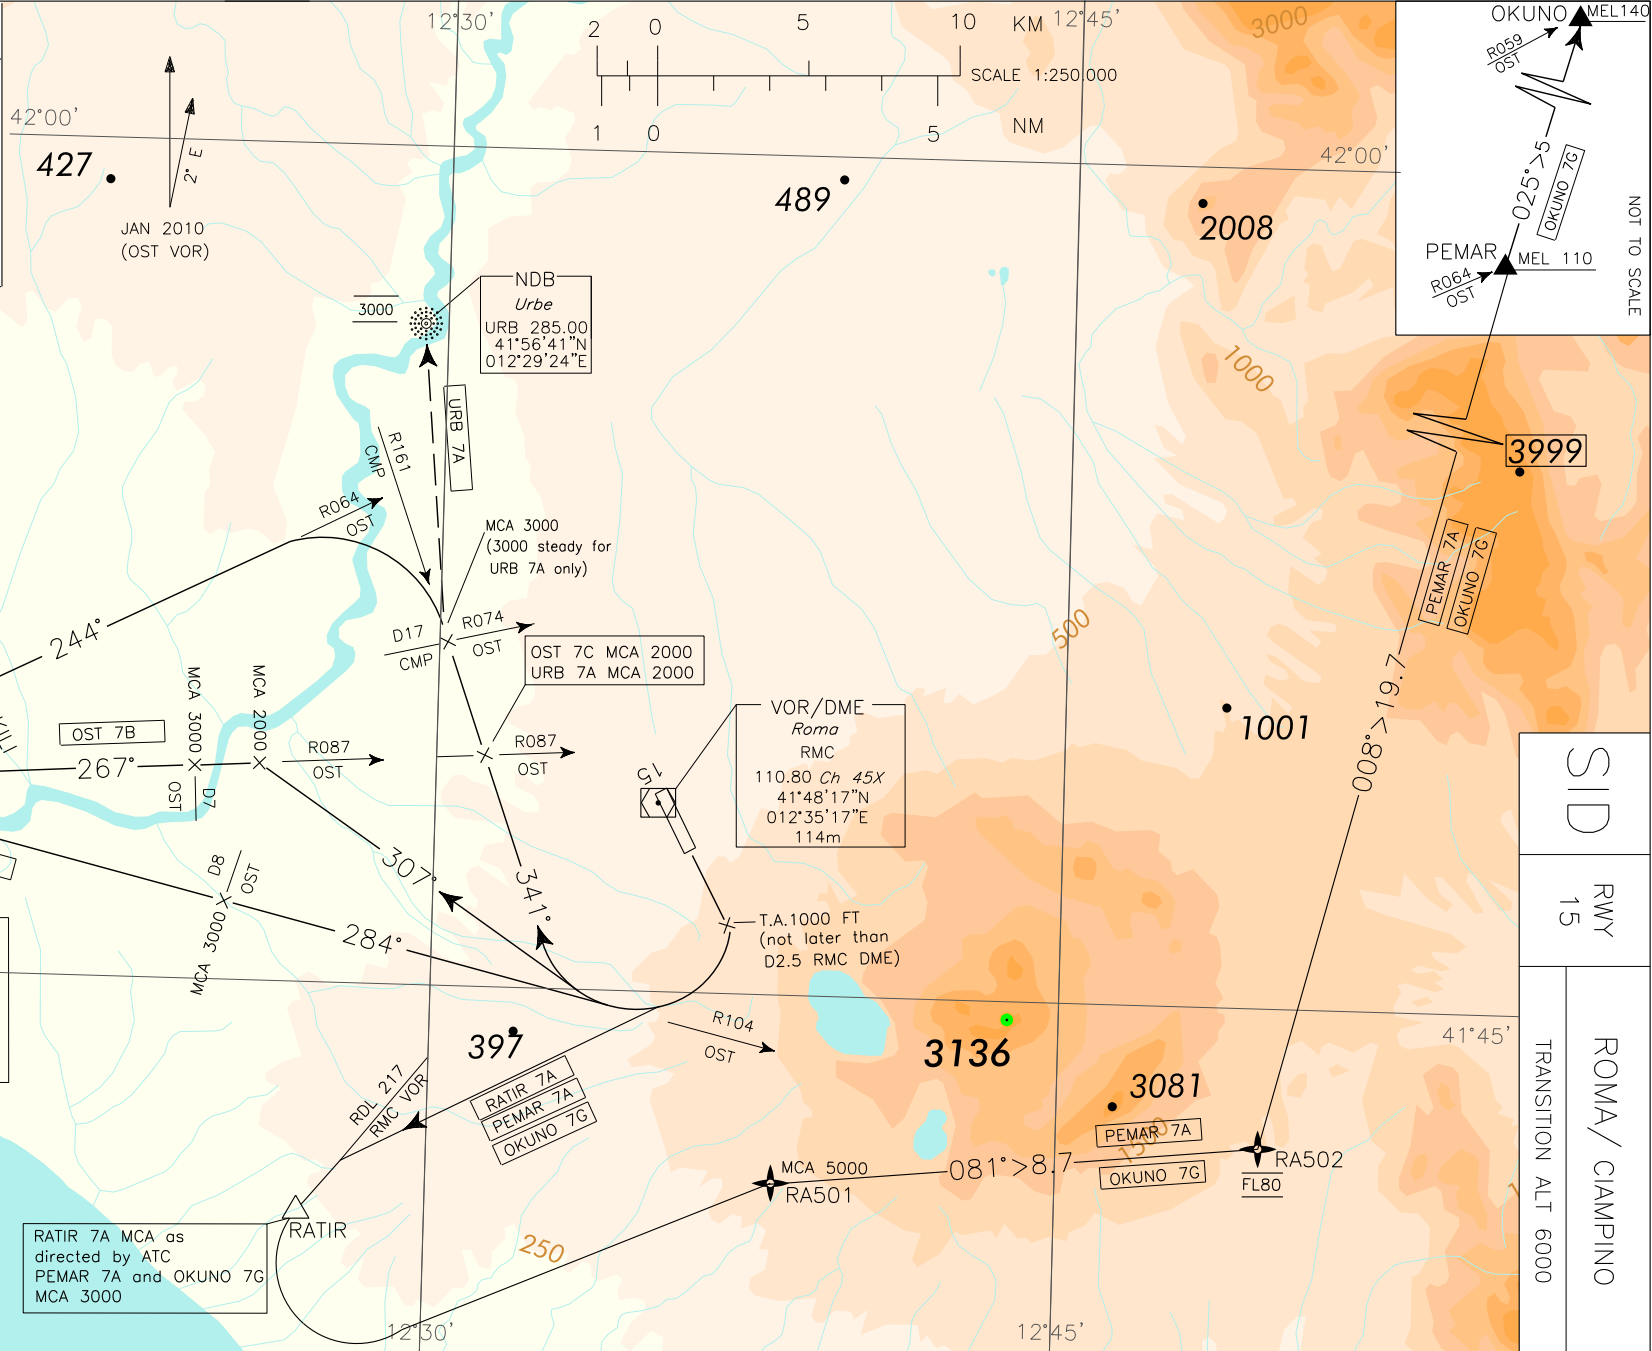 12°30'
2 0 5 10 KM
SCALE 1:250.000
1 0 5 NM
12°45'
3000
OKUNO
MEL140
R059
OST
025°>5
OKUNO 7G
PEMAR
MEL 110
R064
OST
NOT TO SCALE
42°00'
42°00'
427
2° E
JAN 2010
(OST VOR)
489
2008
3000
NDB
Urbe
URB 285.00
41°56'41"N
012°29'24"E
1000
URB 7A
R161
CMP
R064
OST
3999
MCA 3000
(3000 steady for
URB 7A only)
PEMAR 7A
OKUNO 7G
244°
D17
CMP
R074
OST
500
OST 7C MCA 2000
URB 7A MCA 2000
008°>19.7
MCA 3000
MCA 2000
OST 7B
267°
R087
OST
R087
OST
D7
OST
VOR/DME
Roma
RMC
110.80 Ch 45X
41°48'17"N
012°35'17"E
114m
15
1001
SID
RWY
15
D8
OST
MCA 3000
307°
341°
284°
T.A.1000 FT
(not later than
D2.5 RMC DME)
R104
OST
397
3136
41°45'
3081
1500
RDL 217
RMC VOR
RATIR 7A
PEMAR 7A
OKUNO 7G
PEMAR 7A
081°>8.7
OKUNO 7G
MCA 5000
RA501
RA502
FL80
ROMA/ CIAMPINO
TRANSITION ALT 6000
RATIR
RATIR 7A MCA as
directed by ATC
PEMAR 7A and OKUNO 7G
MCA 3000
250
12°30'
12°45'